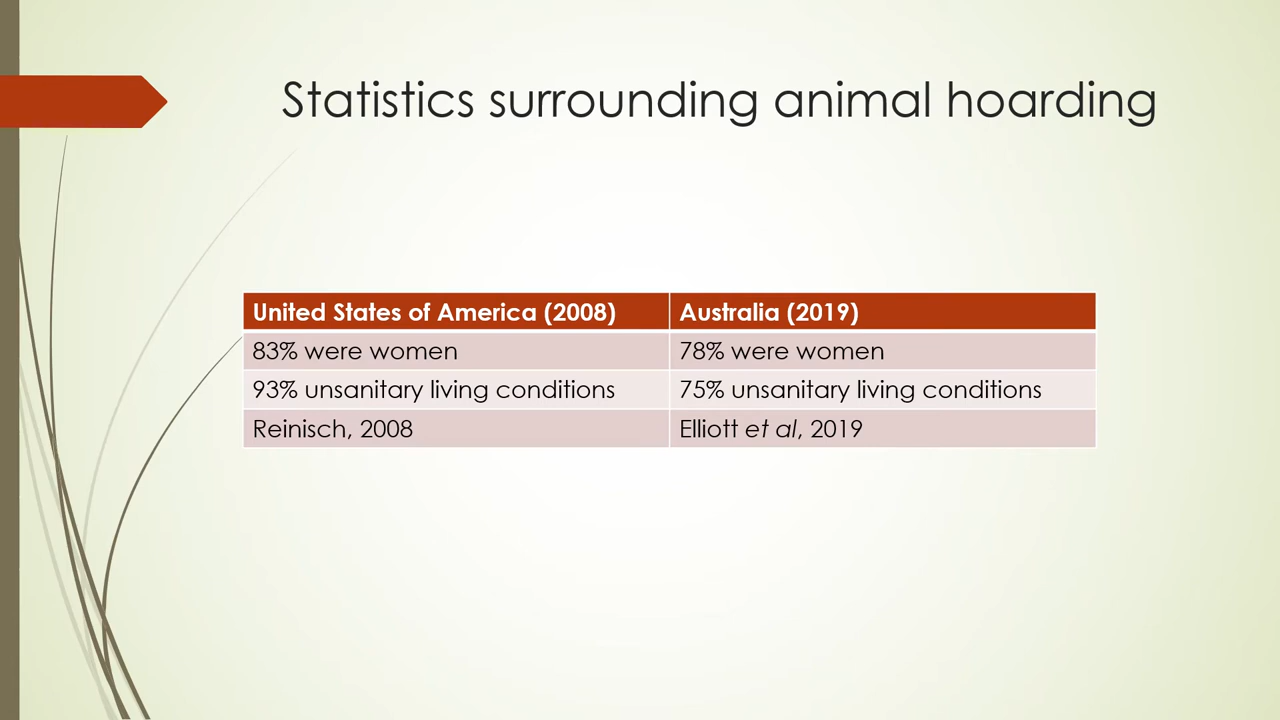 Statistics surrounding animal hoarding
United States of America (2008) Australia (2019)
83% were women 78% were women
93% unsanitary living conditions 75% unsanitary living conditions
Reinisch, 2008 Elliott et al, 2019